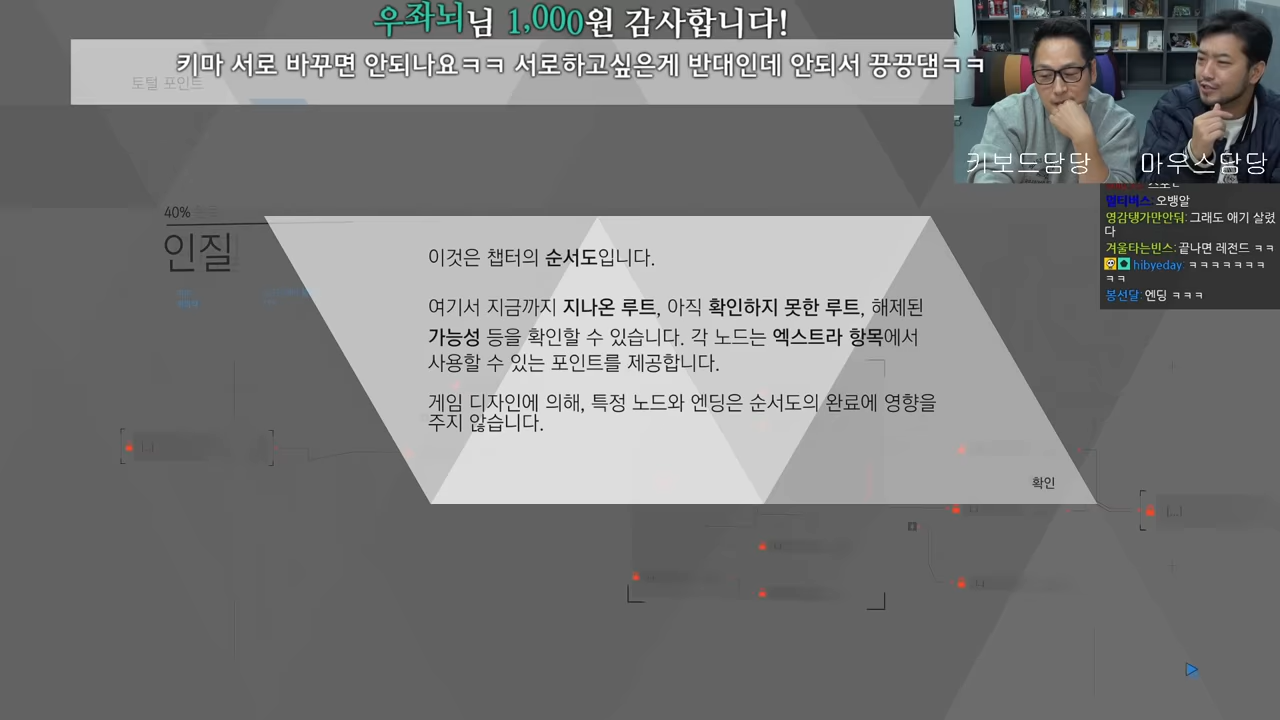 우좌뇌님 1,000원 감사합니다!
키마 서로 바꾸면 안되나요ㅋㅋ 서로하고싶은게 반대인데 안되서 끙끙댐ㅋㅋ
토털 포인트
키보드담당
마우스담당
멀티버스: 오뱅알
영감탱가만안둬: 그래도 애기 살렸
다
겨울타는빈스: 끝나면 레전드 ㅋㅋ
hibyeday: ㅋㅋㅋㅋㅋㅋㅋ
ㅋㅋ
봉선달: 엔딩 ㅋㅋㅋ
40%
인질
이것은 챕터의 순서도입니다.
여기서 지금까지 지나온 루트, 아직 확인하지 못한 루트, 해제된
가능성 등을 확인할 수 있습니다. 각 노드는 엑스트라 항목에서
사용할 수 있는 포인트를 제공합니다.
게임 디자인에 의해, 특정 노드와 엔딩은 순서도의 완료에 영향을
주지 않습니다.
확인